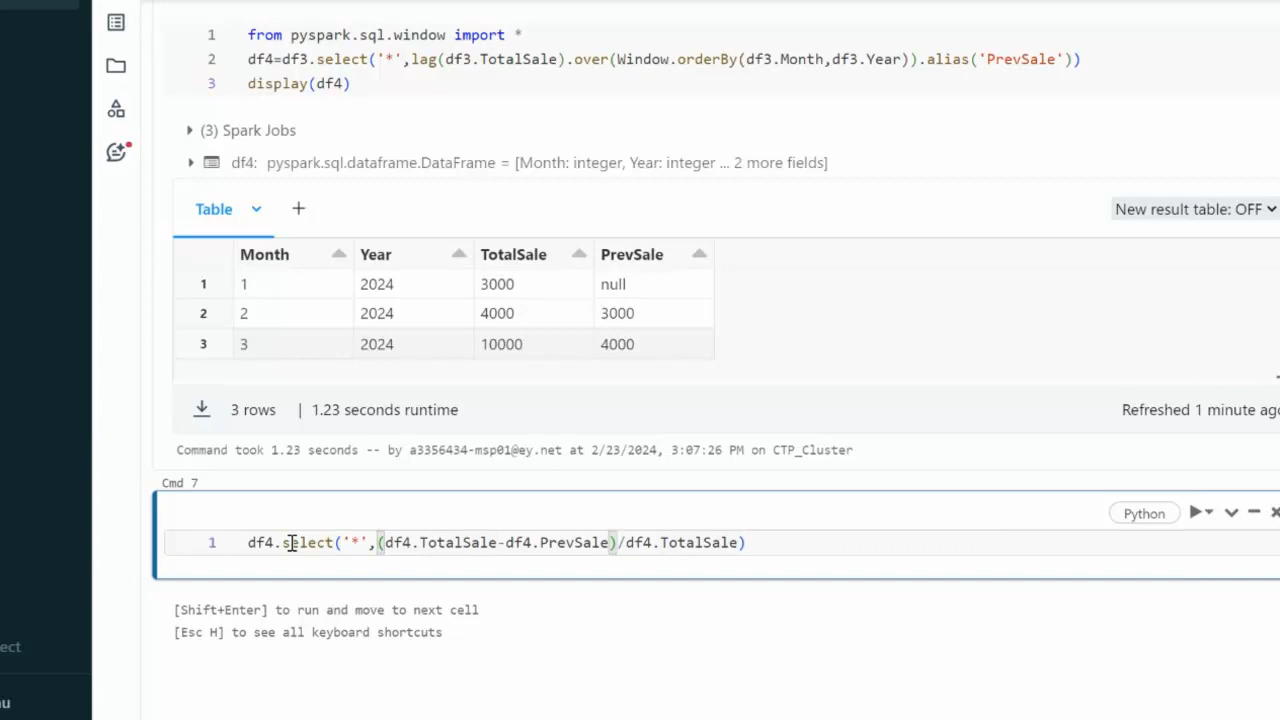 1 from pyspark.sql.window import *
2 df4=df3.select('*',lag(df3.TotalSale).over(Window.orderBy(df3.Month,df3.Year)).alias('PrevSale'))
3 display(df4)
(3) Spark Jobs
df4: pyspark.sql.dataframe.DataFrame = [Month: integer, Year: integer ... 2 more fields]
Table + New result table: OFF
Month Year TotalSale PrevSale
1 1 2024 3000 null
2 2 2024 4000 3000
3 3 2024 10000 4000
3 rows | 1.23 seconds runtime Refreshed 1 minute ago
Command took 1.23 seconds -- by a3356434-msp01@ey.net at 2/23/2024, 3:07:26 PM on CTP_Cluster
Cmd 7
Python
1 df4.select('*',(df4.TotalSale-df4.PrevSale)/df4.TotalSale)
[Shift+Enter] to run and move to next cell
[Esc H] to see all keyboard shortcuts
ect
au